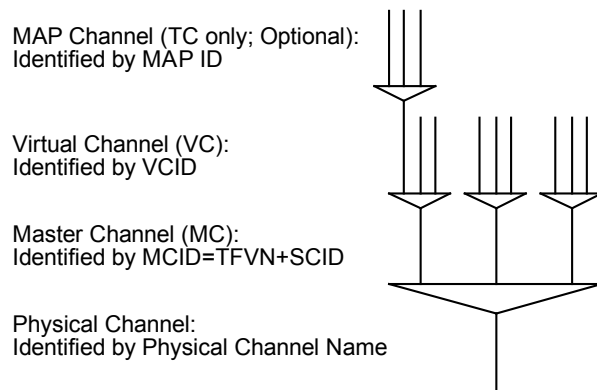 MAP Channel (TC only; Optional):
Identified by MAP ID
Virtual Channel (VC):
Identified by VCID
Master Channel (MC):
Identified by MCID=TFVN+SCID
Physical Channel:
Identified by Physical Channel Name